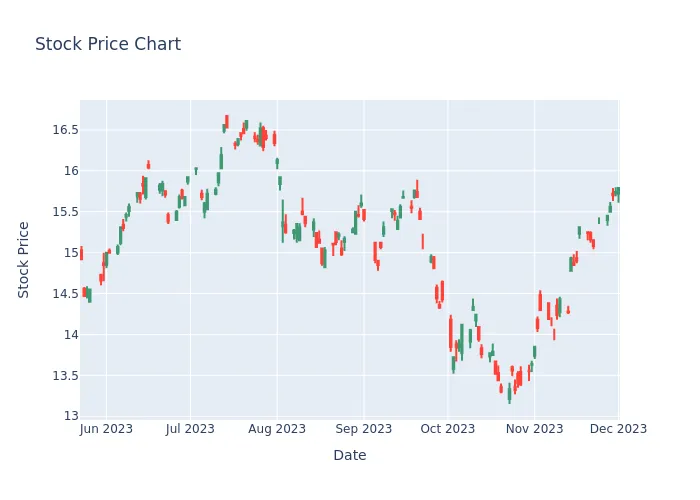 Stock Price Chart
Stock Price
16.5
16
15.5
15
14.5
14
13.5
13
Jun 2023
Jul 2023
Aug 2023
Sep 2023
Oct 2023
Nov 2023
Dec 2023
Date